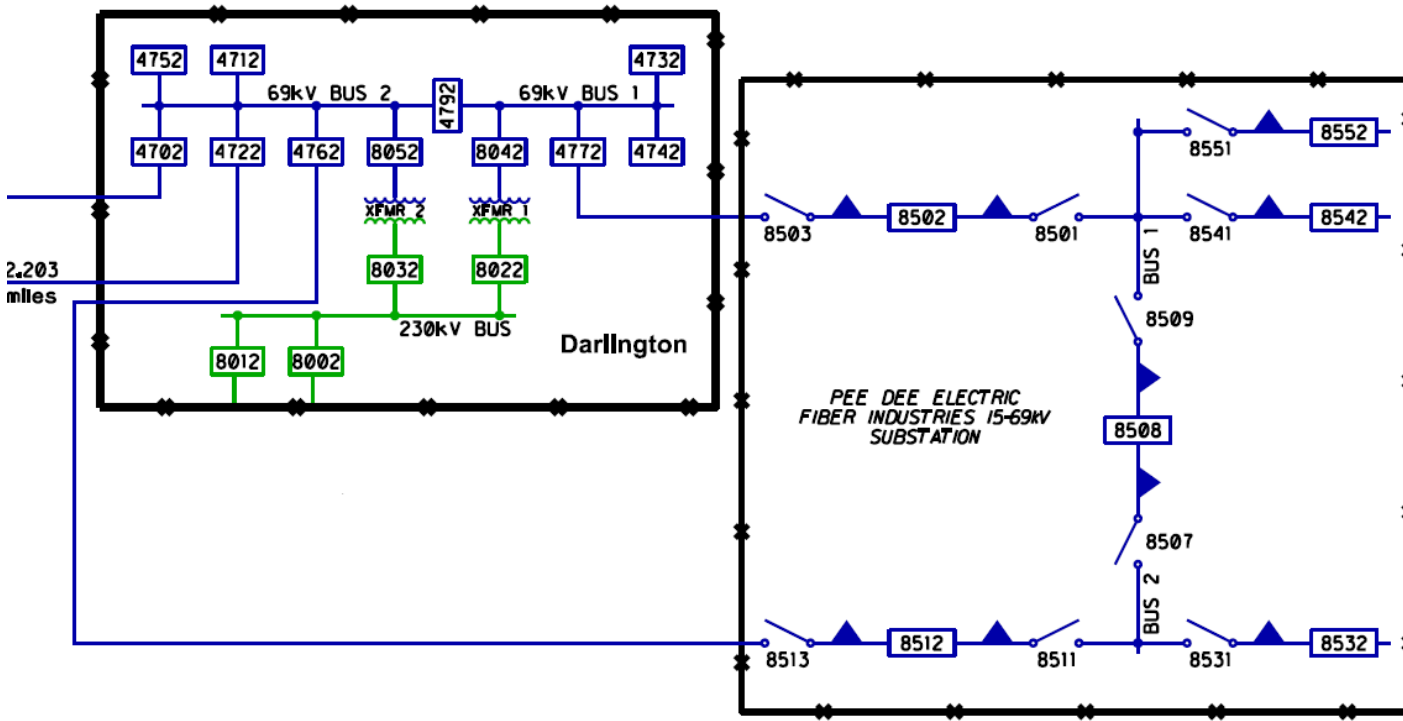 4752
4712
4732
69kV BUS 2
4792
69kV BUS 1
4702
4722
4762
8052
8042
4772
4742
XFMR 2
XFMR 1
8032
8022
230kV BUS
8012
8002
Darlington
2.203
miles
8503
8502
8501
8551
8552
8541
8542
BUS 1
8509
8508
8507
BUS 2
PEE DEE ELECTRIC
FIBER INDUSTRIES 15-69kV
SUBSTATION
8513
8512
8511
8531
8532